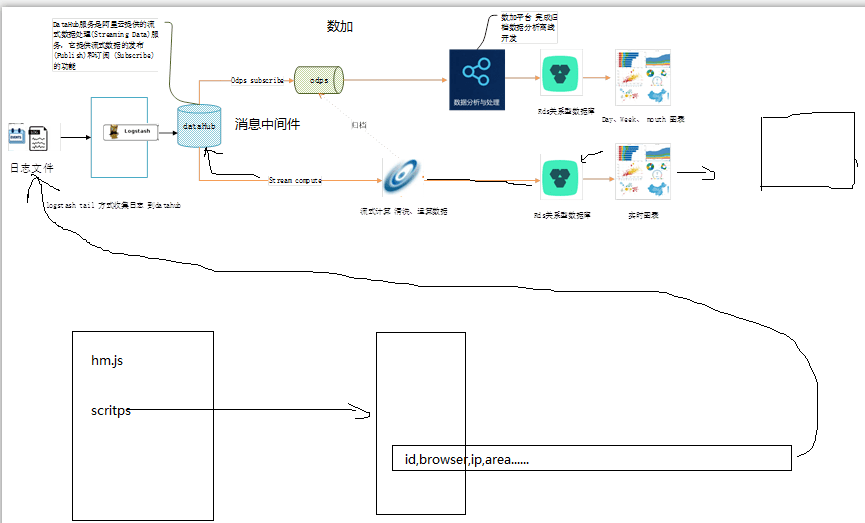 DataHub服务是阿里云提供的流
式数据处理(Streaming Data)服
务，它提供流式数据的发布
(Publish)和订阅 (Subscribe)
的功能
数加
数加平台 完成归
档数据分析离线
开发
Odps subscribe
odps
数据分析与处理
Rds关系型数据库
Day、Week、 mouth 图表
LOG
Logstash
dataHub
消息中间件
归档
日志文件
Stream compute
logstash tail 方式收集日志 到datahub
流式计算 清洗、运算数据
Rds关系型数据库
实时图表
hm.js
scritps
id,browser,ip,area......